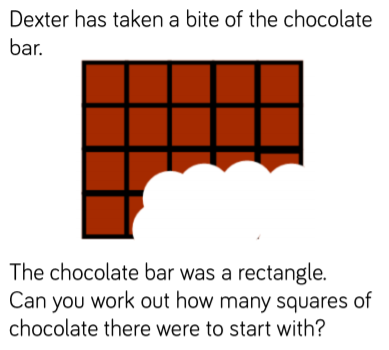 Dexter has taken a bite of the chocolate
bar.
The chocolate bar was a rectangle.
Can you work out how many squares of
chocolate there were to start with?